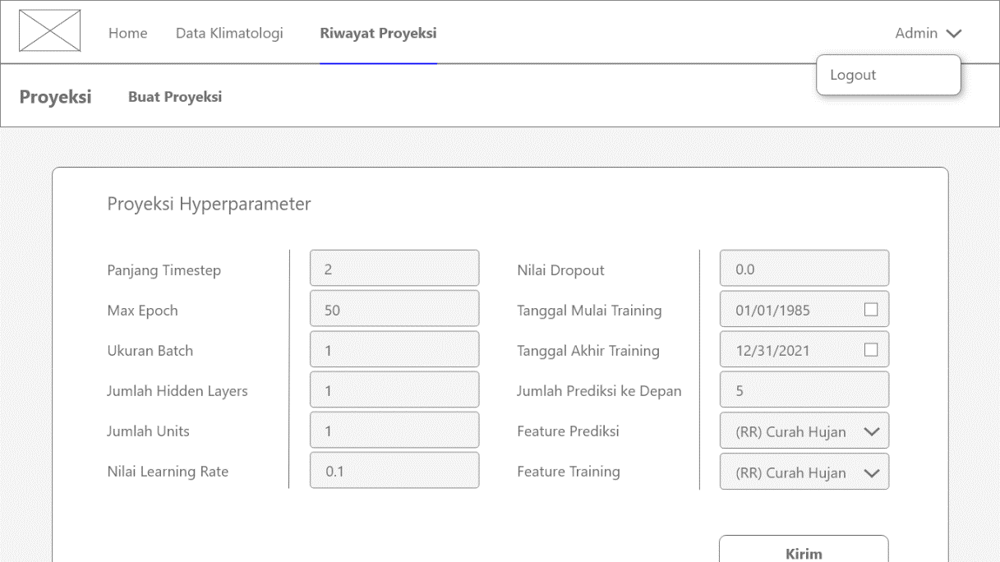 Home Data Klimatologi Riwayat Proyeksi Admin
Logout
Proyeksi Buat Proyeksi
Proyeksi Hyperparameter
Panjang Timestep 2 Nilai Dropout 0.0
Max Epoch 50 Tanggal Mulai Training 01/01/1985
Ukuran Batch 1 Tanggal Akhir Training 12/31/2021
Jumlah Hidden Layers 1 Jumlah Prediksi ke Depan 5
Jumlah Units 1 Feature Prediksi (RR) Curah Hujan
Nilai Learning Rate 0.1 Feature Training (RR) Curah Hujan
Kirim